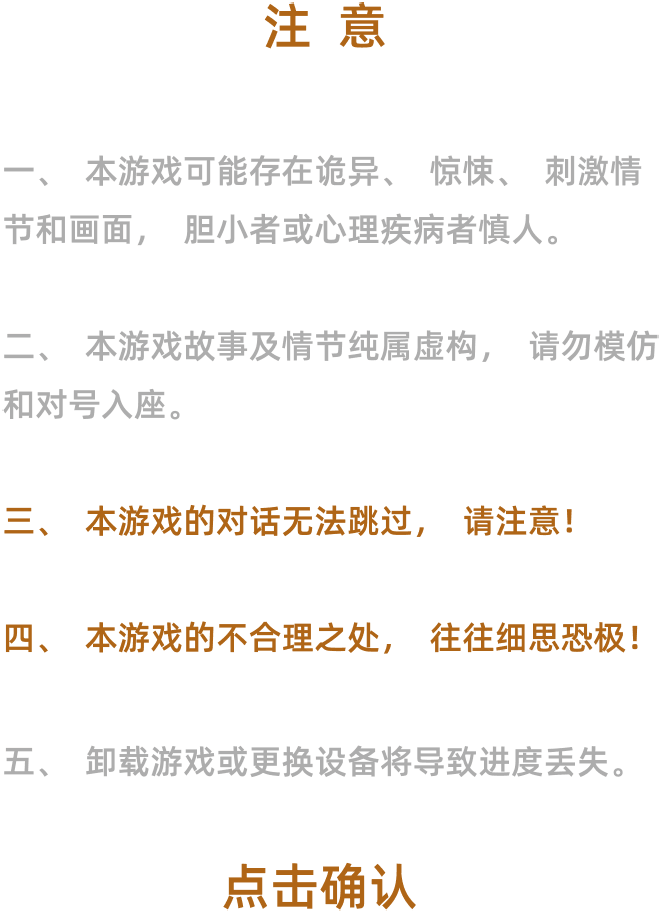 注 意
一、 本游戏可能存在诡异、 惊悚、 刺激情
节和画面， 胆小者或心理疾病者慎人。
二、 本游戏故事及情节纯属虚构， 请勿模仿
和对号入座。
三、 本游戏的对话无法跳过， 请注意！
四、 本游戏的不合理之处， 往往细思恐极！
五、 卸载游戏或更换设备将导致进度丢失。
点击确认